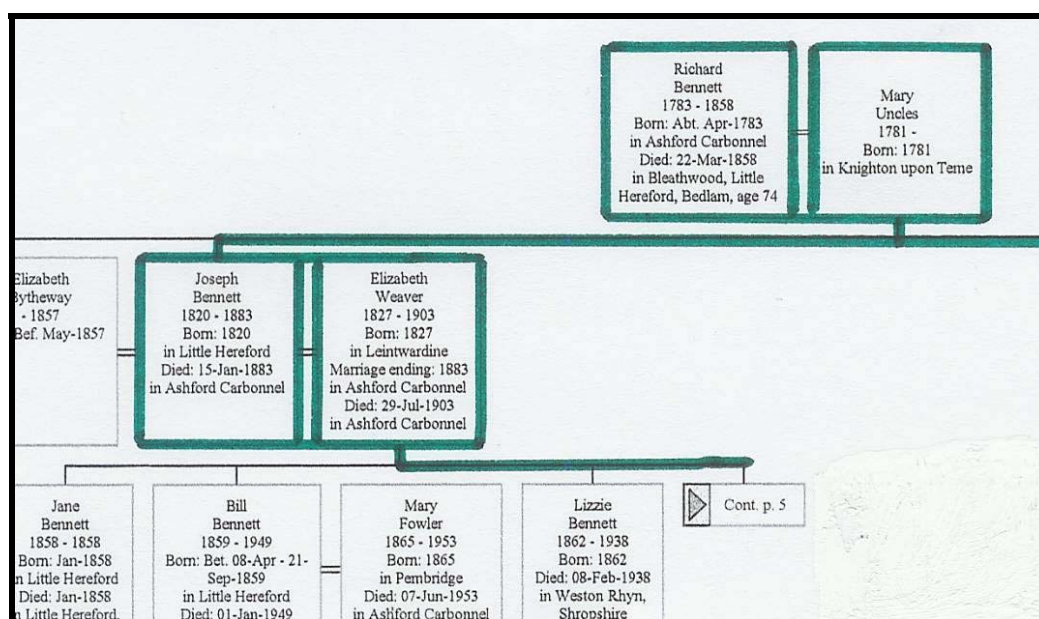 Richard
Bennett
1783 - 1858
Born: Abt. Apr-1783
in Ashford Carbonnel
Died: 22-Mar-1858
in Bleathwood, Little
Hereford, Bedlam, age 74
Mary
Uncles
1781 -
Born: 1781
in Knighton upon Teme
Elizabeth
Bytheway
- 1857
Bef. May-1857
Joseph
Bennett
1820 - 1883
Born: 1820
in Little Hereford
Died: 15-Jan-1883
in Ashford Carbonnel
Elizabeth
Weaver
1827 - 1903
Born: 1827
in Leintwardine
Marriage ending: 1883
in Ashford Carbonnel
Died: 29-Jul-1903
in Ashford Carbonnel
Jane
Bennett
1858 - 1858
Born: Jan-1858
in Little Hereford
Died: Jan-1858
in Little Hereford,
Bill
Bennett
1859 - 1949
Born: Bet. 08-Apr - 21-
Sep-1859
in Little Hereford
Died: 01-Jan-1949
Mary
Fowler
1865 - 1953
Born: 1865
in Pembridge
Died: 07-Jun-1953
in Ashford Carbonnel
Lizzie
Bennett
1862 - 1938
Born: 1862
Died: 08-Feb-1938
in Weston Rhyn,
Shropshire
Cont. p. 5